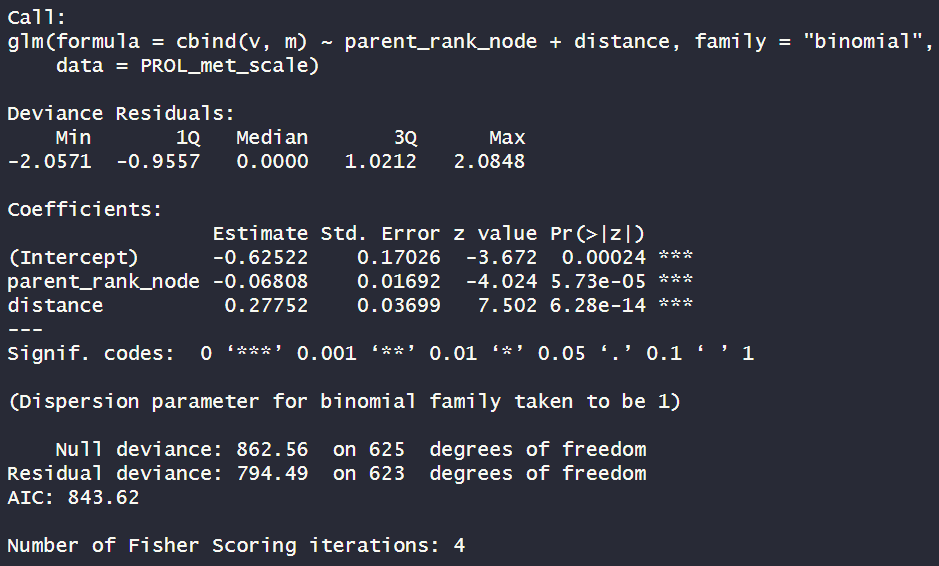 Call:
glm(formula = cbind(v, m) ~ parent_rank_node + distance, family = "binomial",
    data = PROL_met_scale)

Deviance Residuals:
    Min       1Q   Median       3Q      Max
-2.0571  -0.9557   0.0000   1.0212   2.0848

Coefficients:
                 Estimate Std. Error z value Pr(>|z|)
(Intercept)      -0.62522    0.17026  -3.672  0.00024 ***
parent_rank_node -0.06808    0.01692  -4.024 5.73e-05 ***
distance          0.27752    0.03699   7.502 6.28e-14 ***
---
Signif. codes:  0 ‘***’ 0.001 ‘**’ 0.01 ‘*’ 0.05 ‘.’ 0.1 ‘ ’ 1

(Dispersion parameter for binomial family taken to be 1)

    Null deviance: 862.56  on 625  degrees of freedom
Residual deviance: 794.49  on 623  degrees of freedom
AIC: 843.62

Number of Fisher Scoring iterations: 4